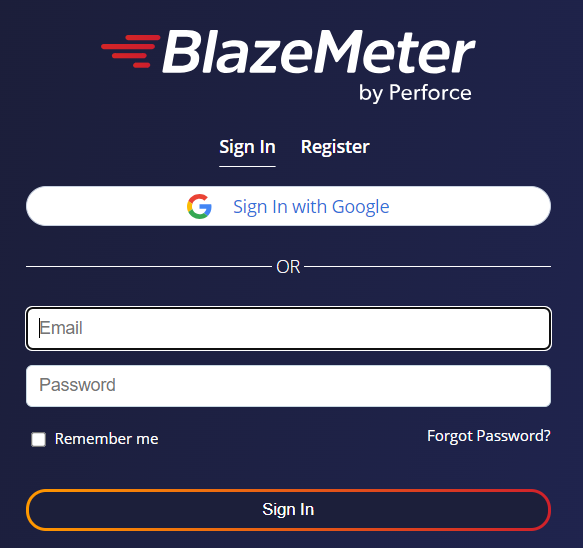 BlazeMeter
by Perforce
Sign In Register
Sign In with Google
OR
Email
Password
Remember me Forgot Password?
Sign In